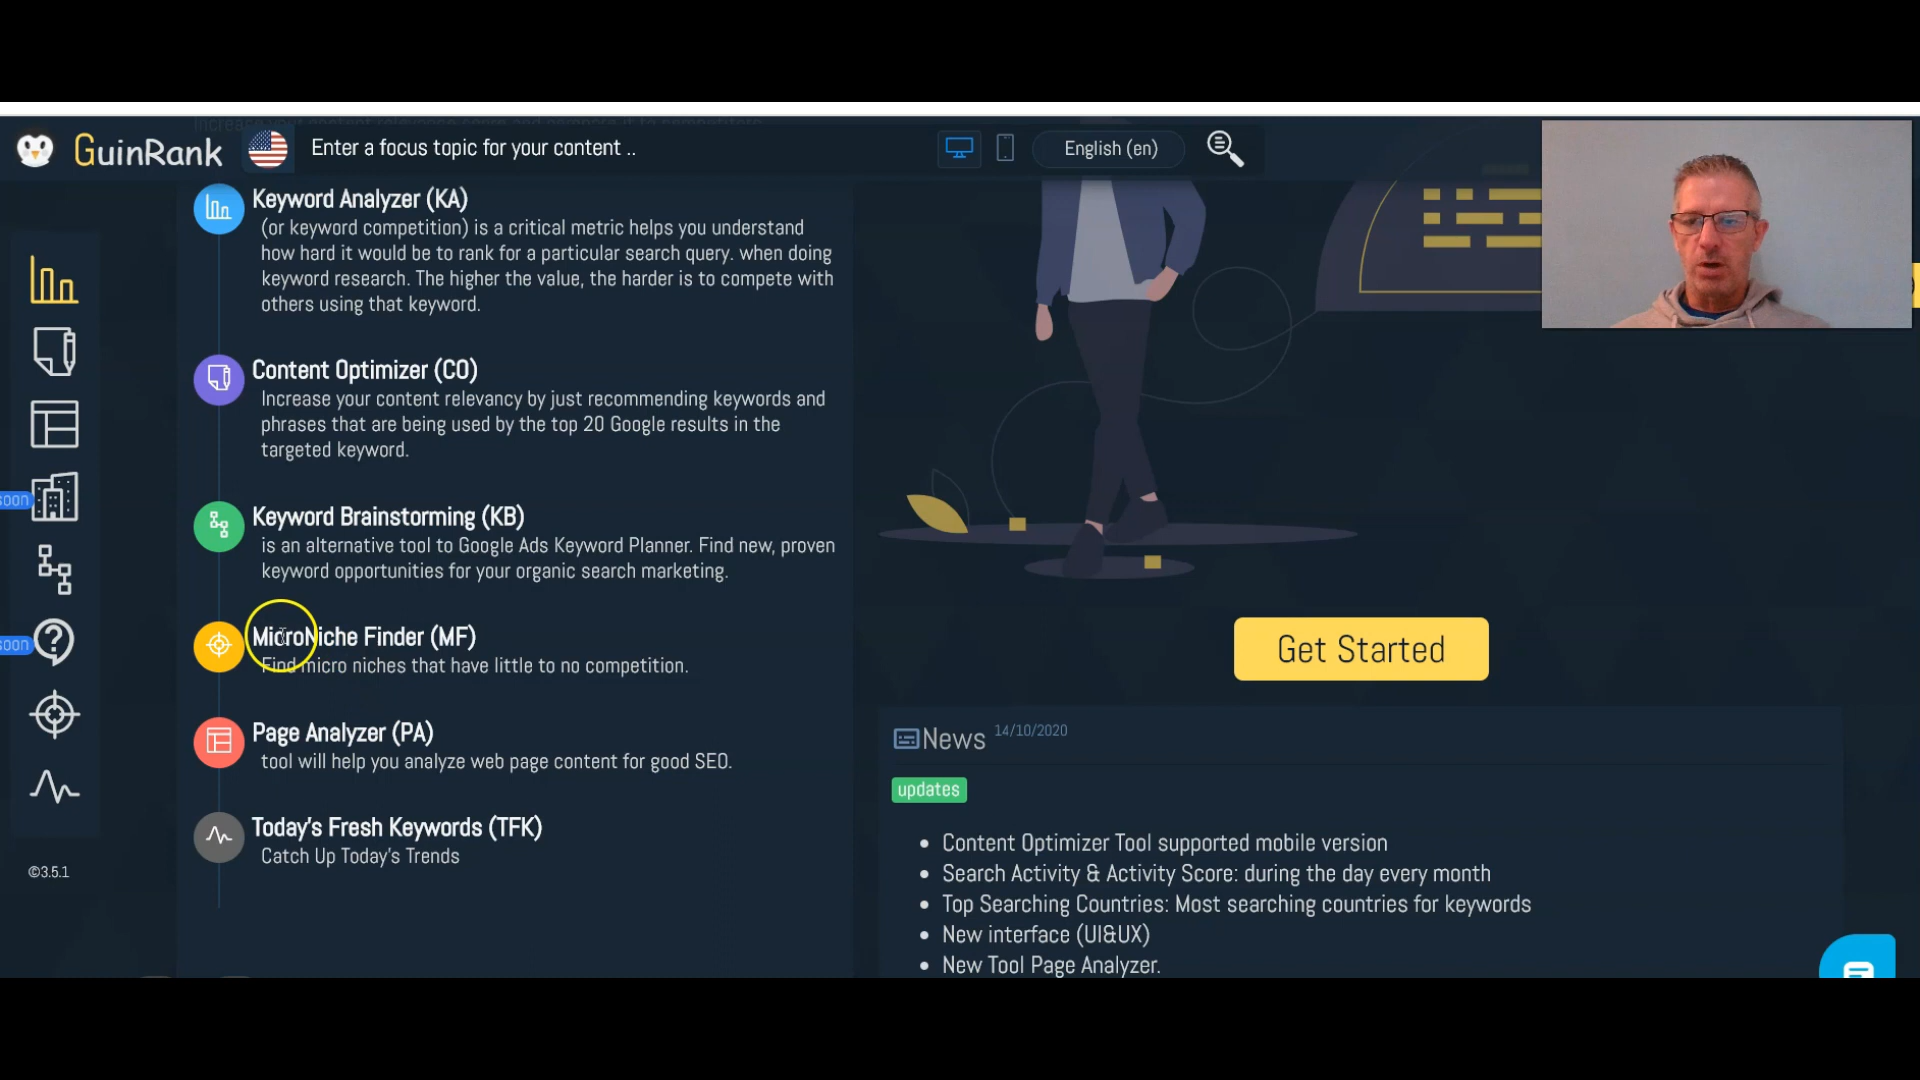 GuinRank
Enter a focus topic for your content ..
English (en)
Keyword Analyzer (KA)
(or keyword competition) is a critical metric helps you understand
how hard it would be to rank for a particular search query. when doing
keyword research. The higher the value, the harder is to compete with
others using that keyword.
Content Optimizer (CO)
Increase your content relevancy by just recommending keywords and
phrases that are being used by the top 20 Google results in the
targeted keyword.
Keyword Brainstorming (KB)
is an alternative tool to Google Ads Keyword Planner. Find new, proven
keyword opportunities for your organic search marketing.
MicroNiche Finder (MF)
Find micro niches that have little to no competition.
Page Analyzer (PA)
tool will help you analyze web page content for good SEO.
Today's Fresh Keywords (TFK)
Catch Up Today's Trends
soon
soon
©3.5.1
Get Started
News 14/10/2020
updates
• Content Optimizer Tool supported mobile version
• Search Activity & Activity Score: during the day every month
• Top Searching Countries: Most searching countries for keywords
• New interface (UI&UX)
• New Tool Page Analyzer.